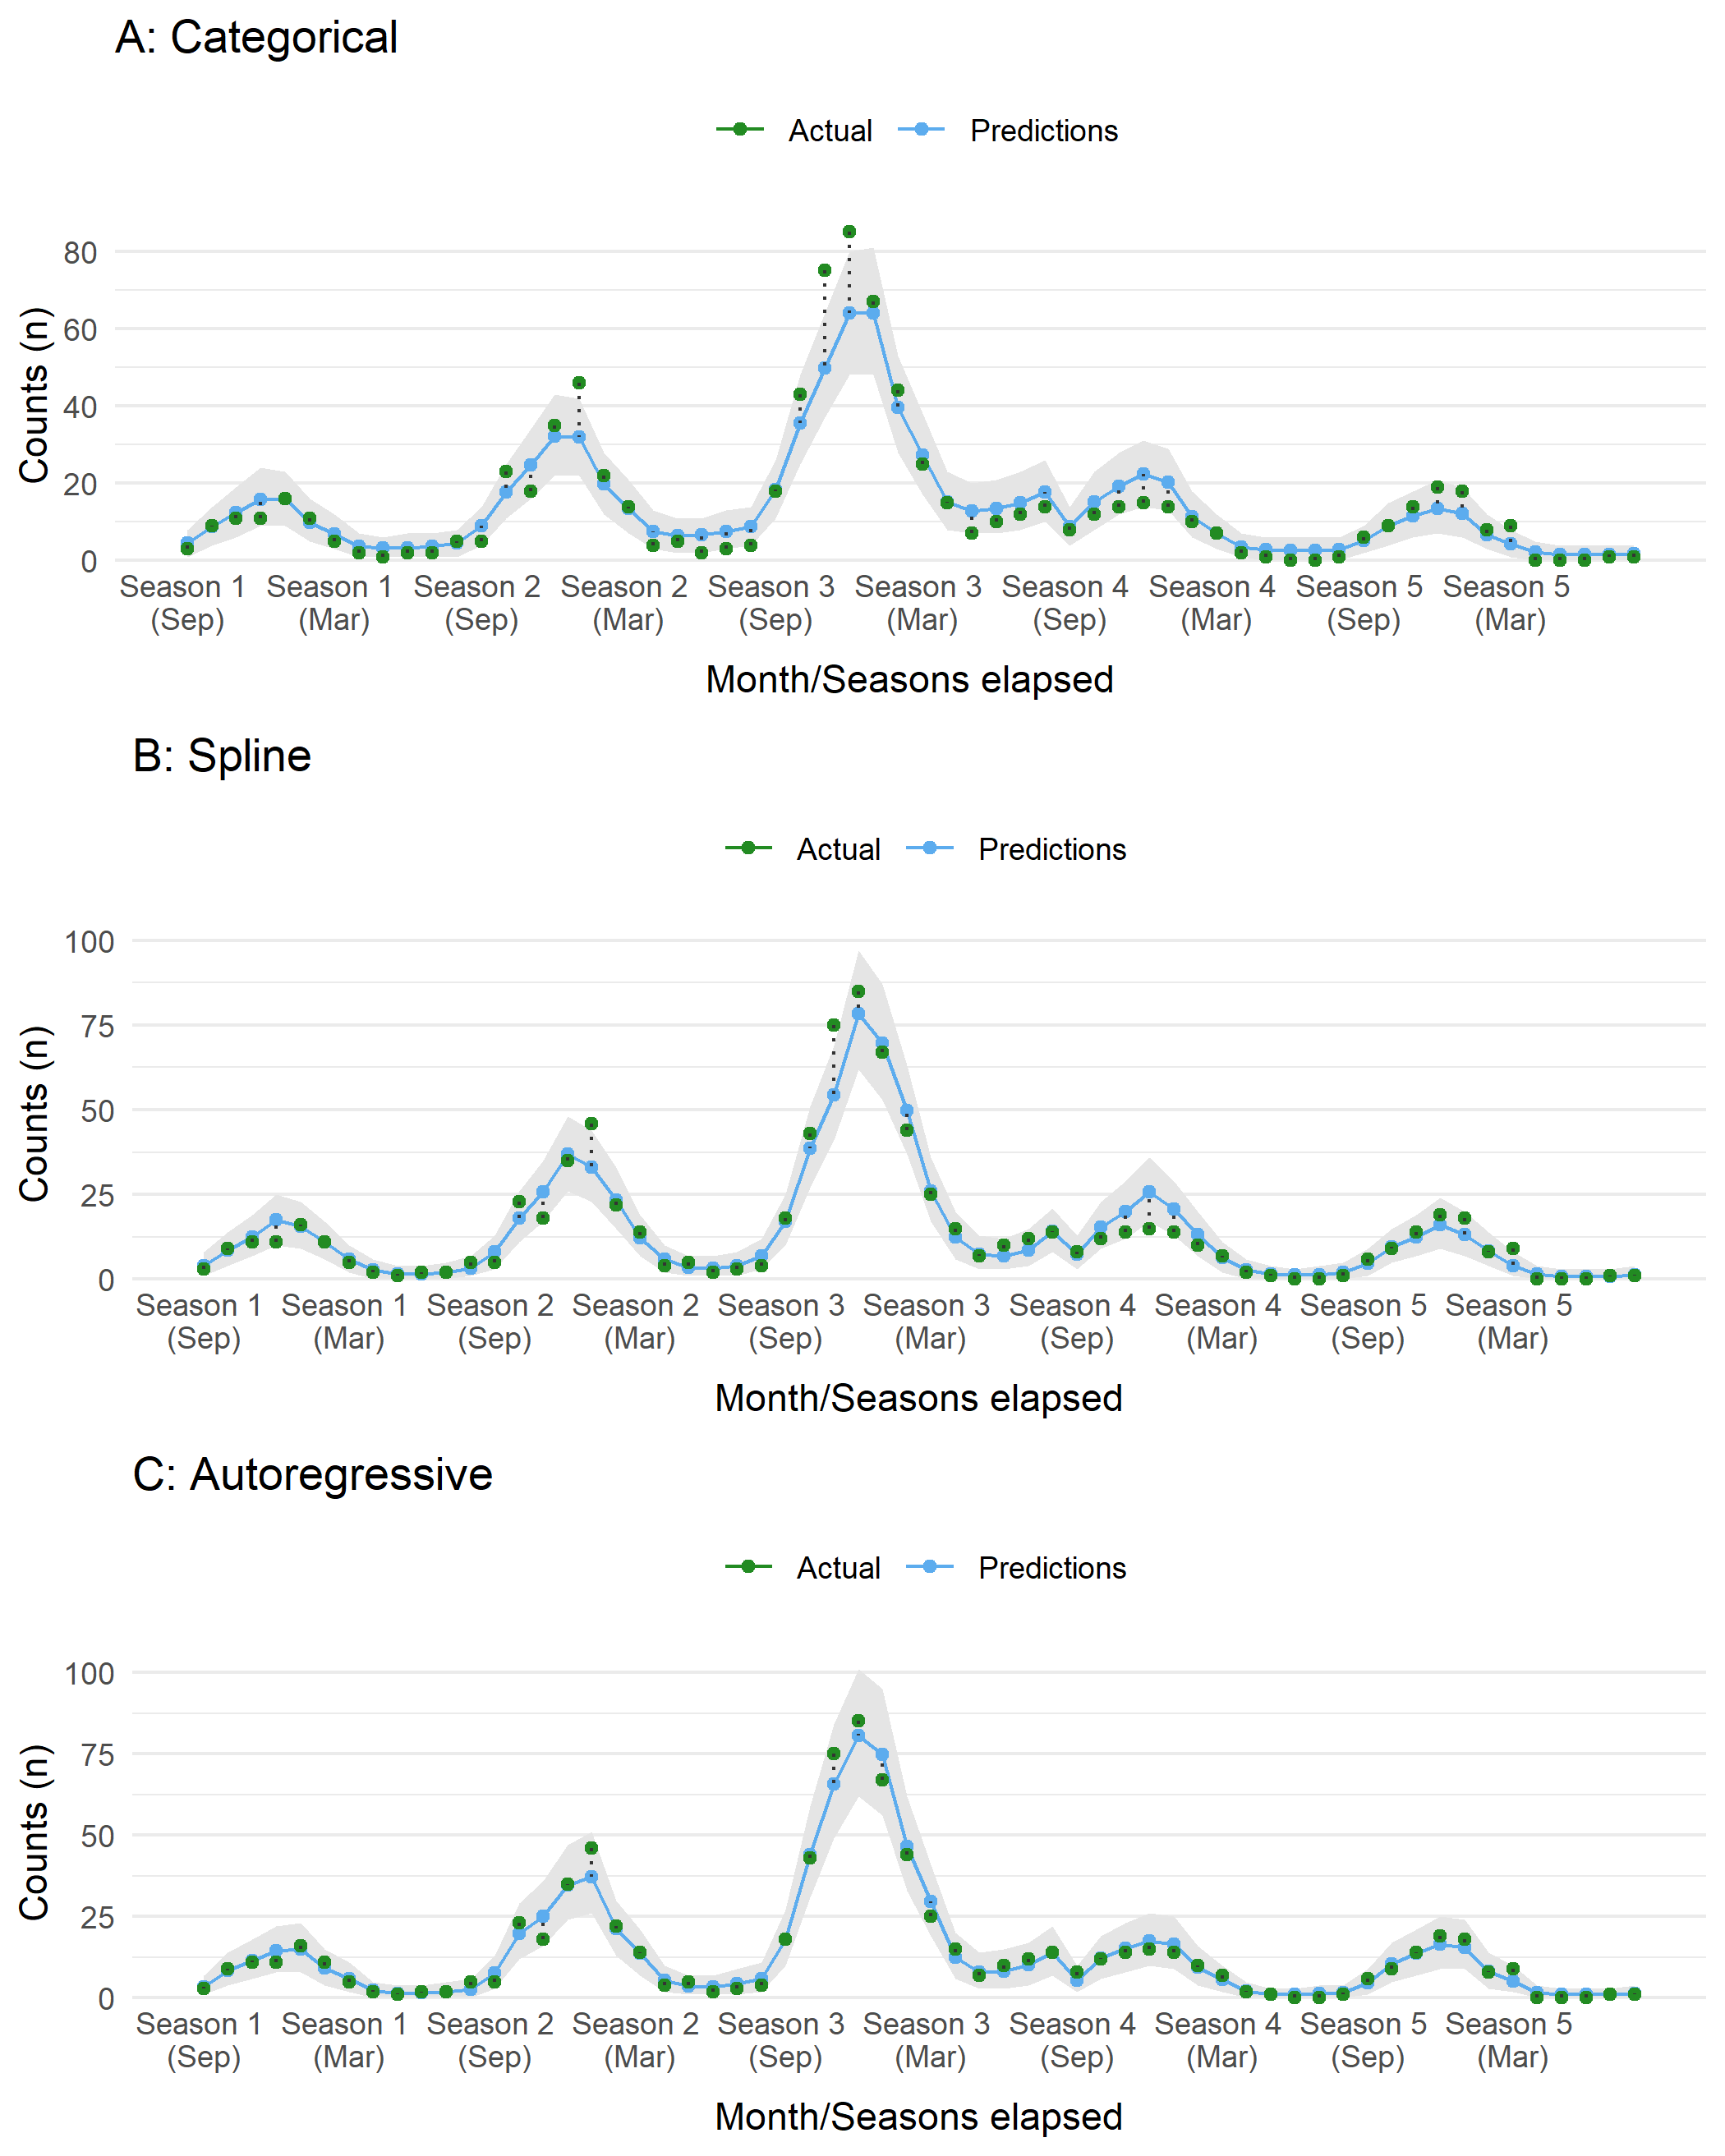 A: Categorical
Actual Predictions
80
60
40
20
0
Counts (n)
Season 1 Season 1 Season 2 Season 2 Season 3 Season 3 Season 4 Season 4 Season 5 Season 5
(Sep) (Mar) (Sep) (Mar) (Sep) (Mar) (Sep) (Mar) (Sep) (Mar)
Month/Seasons elapsed
B: Spline
Actual Predictions
100
75
50
25
0
Counts (n)
Season 1 Season 1 Season 2 Season 2 Season 3 Season 3 Season 4 Season 4 Season 5 Season 5
(Sep) (Mar) (Sep) (Mar) (Sep) (Mar) (Sep) (Mar) (Sep) (Mar)
Month/Seasons elapsed
C: Autoregressive
Actual Predictions
100
75
50
25
0
Counts (n)
Season 1 Season 1 Season 2 Season 2 Season 3 Season 3 Season 4 Season 4 Season 5 Season 5
(Sep) (Mar) (Sep) (Mar) (Sep) (Mar) (Sep) (Mar) (Sep) (Mar)
Month/Seasons elapsed